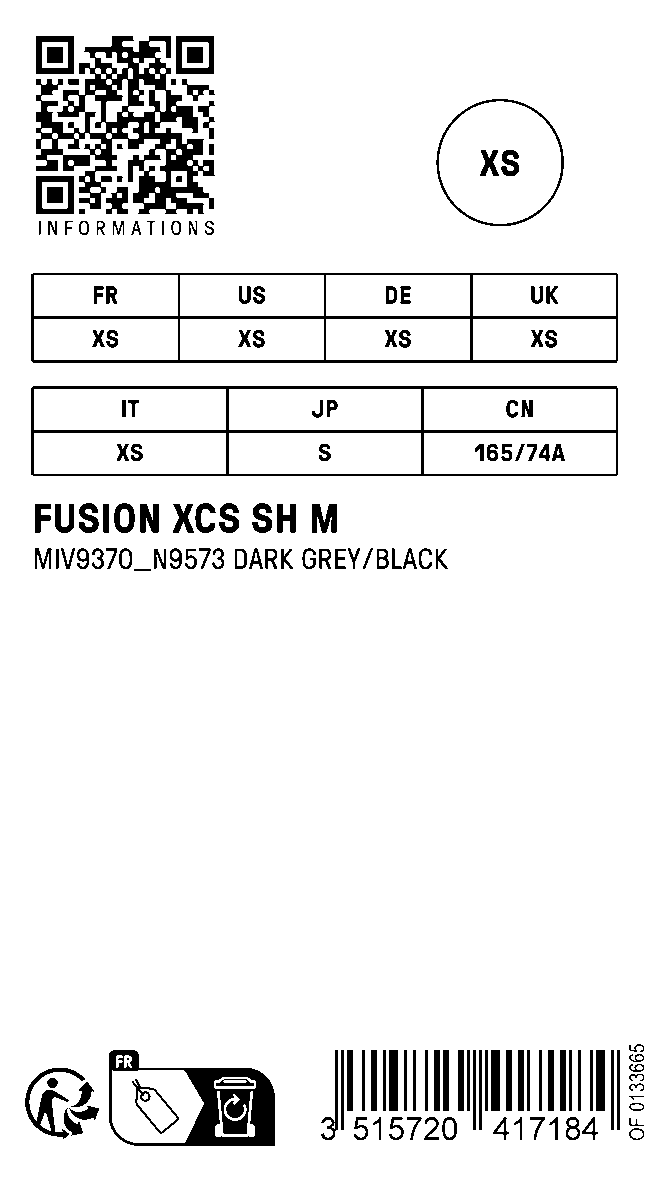 INFORMATIONS
XS
FR US DE UK
XS XS XS XS
IT JP CN
XS S 165/74A
FUSION XCS SH M
MIV9370_N9573 DARK GREY/BLACK
FR
3 515720 417184
OF 0133665